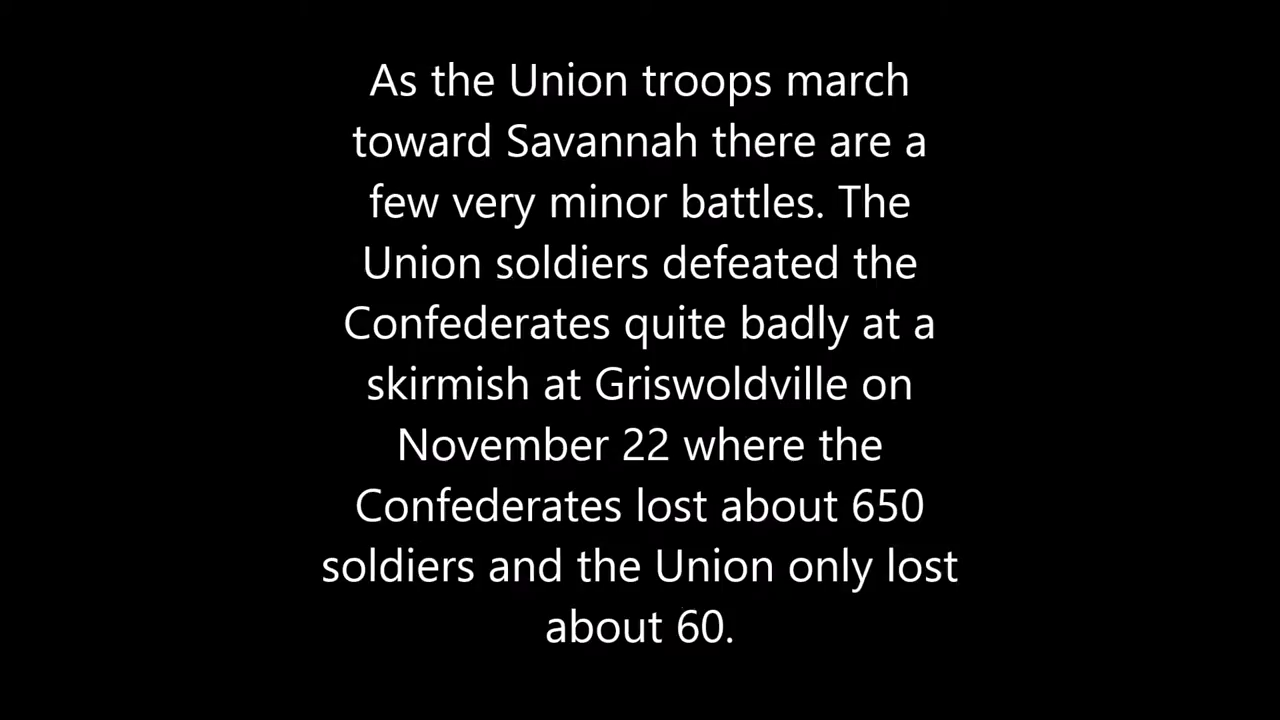 As the Union troops march
toward Savannah there are a
few very minor battles. The
Union soldiers defeated the
Confederates quite badly at a
skirmish at Griswoldville on
November 22 where the
Confederates lost about 650
soldiers and the Union only lost
about 60.